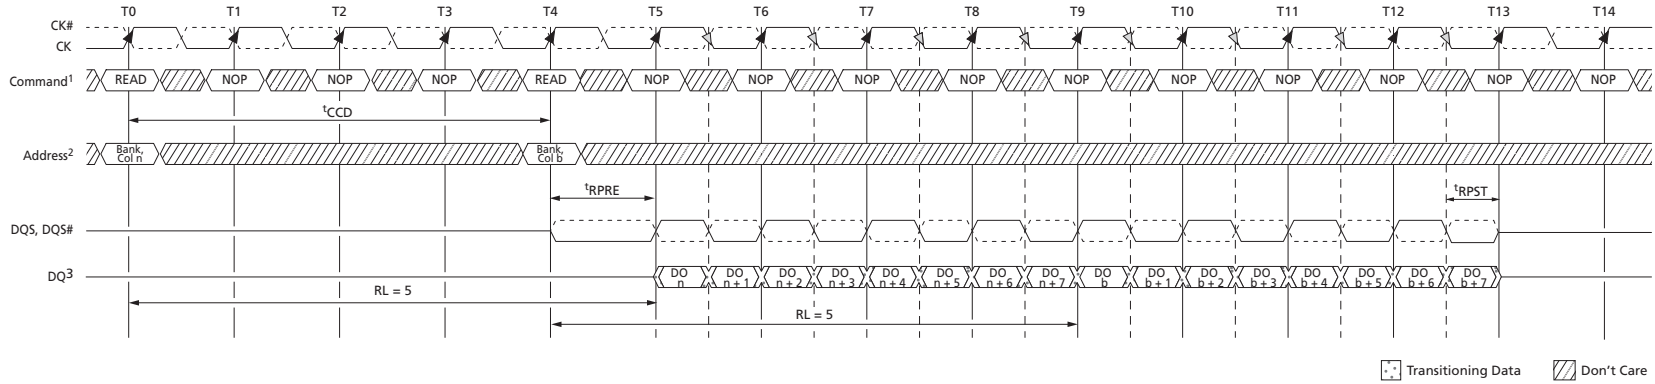 T0 T1 T2 T3 T4 T5 T6 T7 T8 T9 T10 T11 T12 T13 T14
CK#
CK
Command¹ READ NOP NOP NOP READ NOP NOP NOP NOP NOP NOP NOP NOP NOP NOP
tCCD
Address² Bank, Col n Bank, Col b
tRPRE tRPST
DQS, DQS#
DQ³ DO n DO n + 1 DO n + 2 DO n + 3 DO n + 4 DO n + 5 DO n + 6 DO n + 7 DO b DO b + 1 DO b + 2 DO b + 3 DO b + 4 DO b + 5 DO b + 6 DO b + 7
RL = 5
RL = 5
Transitioning Data Don't Care